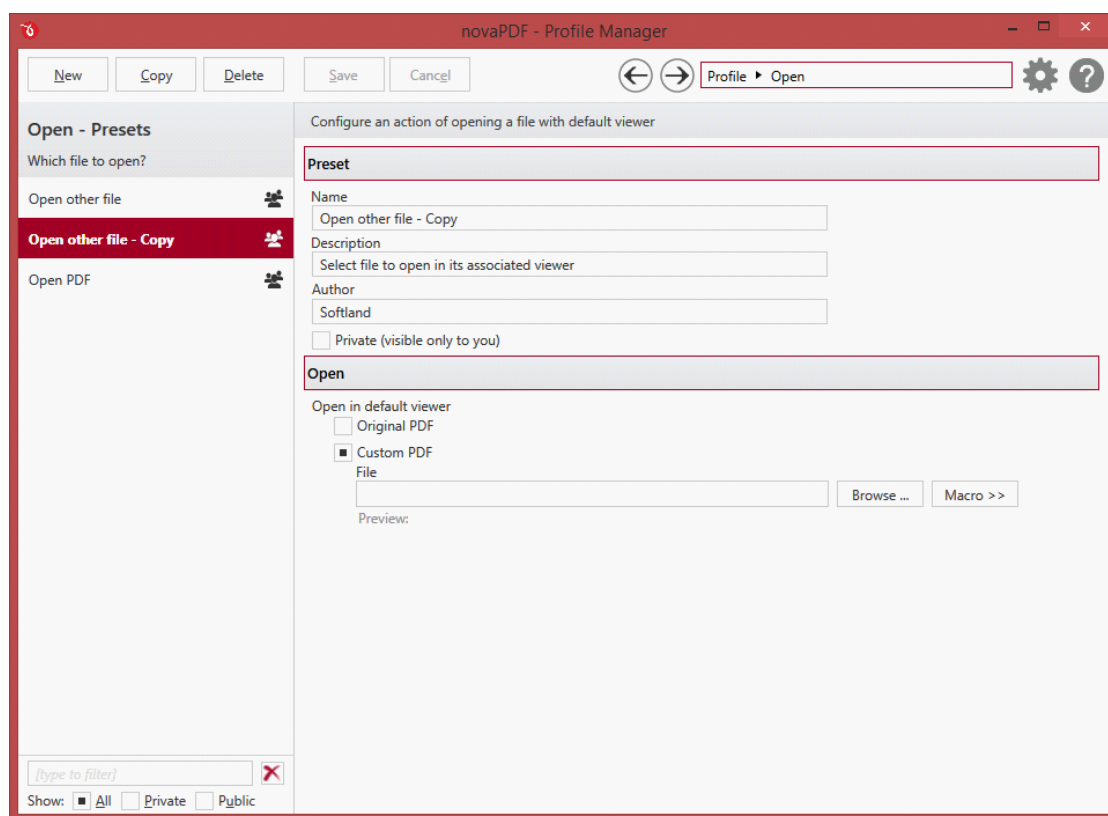 novaPDF - Profile Manager
New Copy Delete Save Cancel Profile ▸ Open
Open - Presets
Which file to open?
Open other file
Open other file - Copy
Open PDF
[type to filter]
Show: All Private Public
Configure an action of opening a file with default viewer
Preset
Name
Open other file - Copy
Description
Select file to open in its associated viewer
Author
Softland
Private (visible only to you)
Open
Open in default viewer
Original PDF
Custom PDF
File
Browse ... Macro >>
Preview: